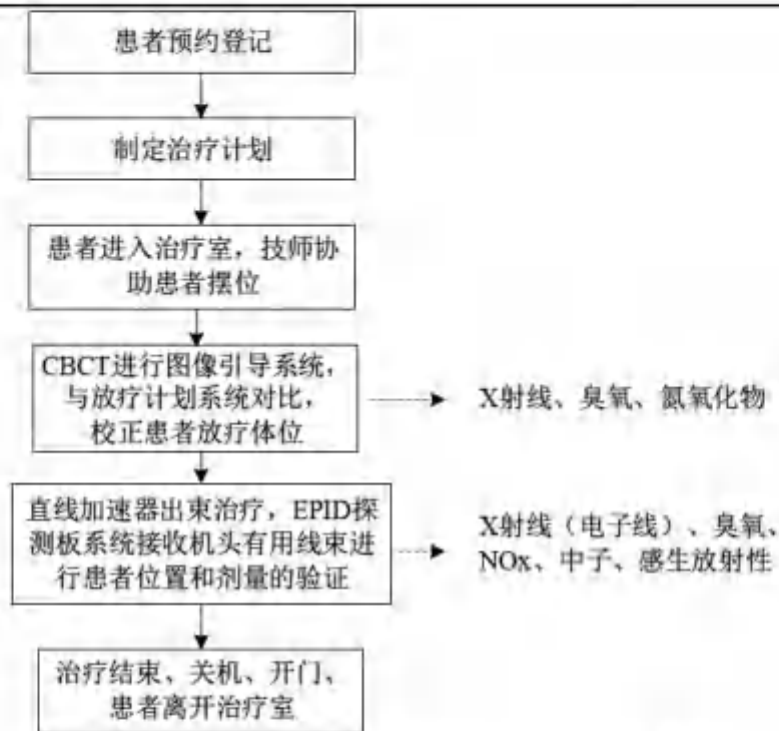 患者预约登记
制定治疗计划
患者进入治疗室，技师协
助患者摆位
CBCT进行图像引导系统，
与放疗计划系统对比，
校正患者放疗体位
X射线、臭氧、氮氧化物
直线加速器出束治疗，EPID探
测板系统接收机头有用线束进
行患者位置和剂量的验证
X射线（电子线）、臭氧、
NOx、中子、感生放射性
治疗结束、关机、开门、
患者离开治疗室